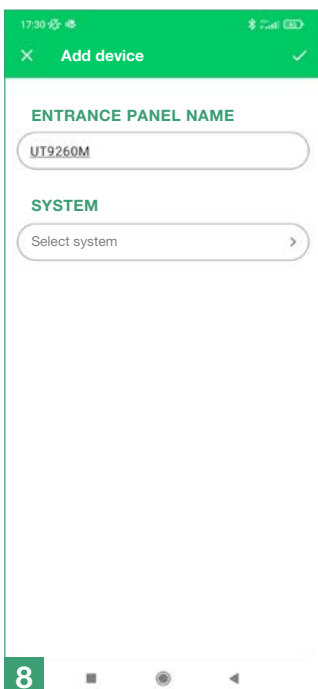 17:30
Add device
ENTRANCE PANEL NAME
UT9260M
SYSTEM
Select system
8